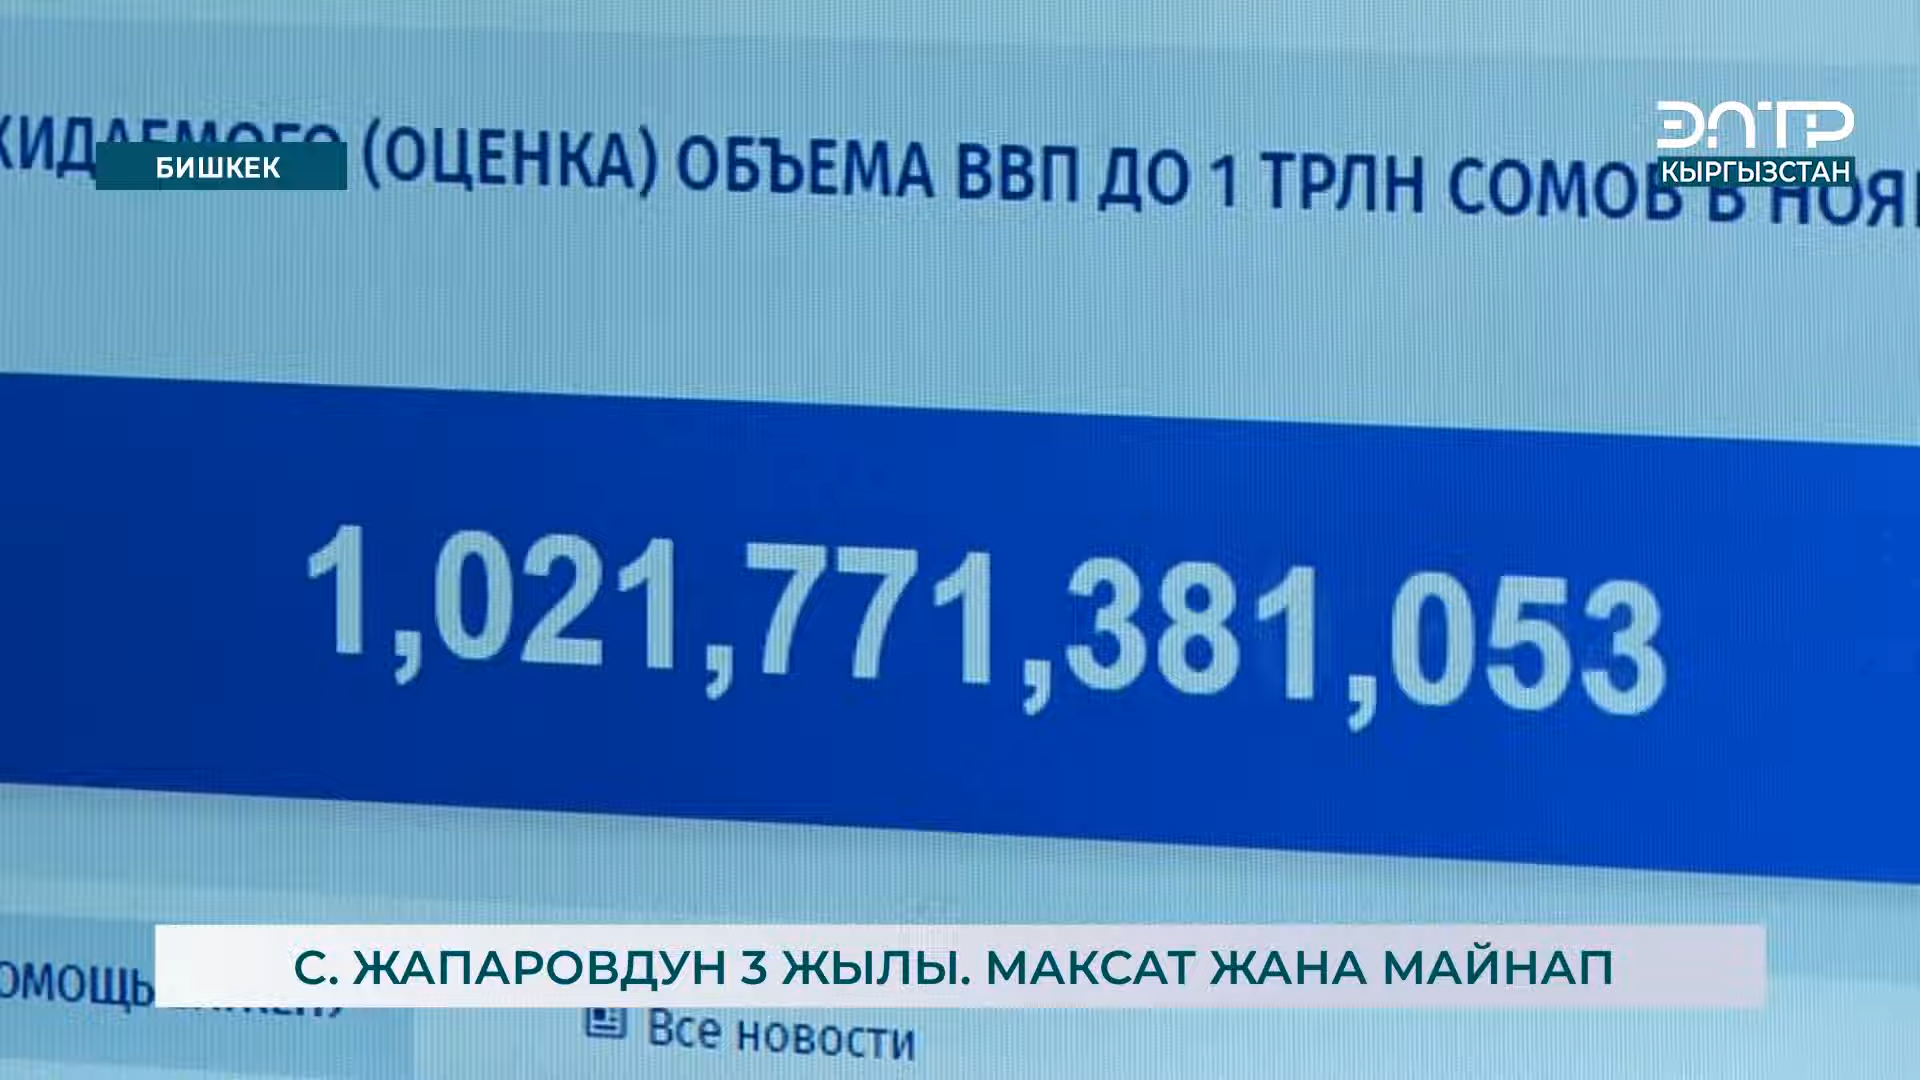 (ОЦЕНКА) ОБЪЕМА ВВП ДО 1 ТРЛН СОМОВ В
БИШКЕК
ЭЛТР
КЫРГЫЗСТАН
1,021,771,381,053
С. ЖАПАРОВДУН 3 ЖЫЛЫ. МАКСАТ ЖАНА МАЙНАП
Все новости